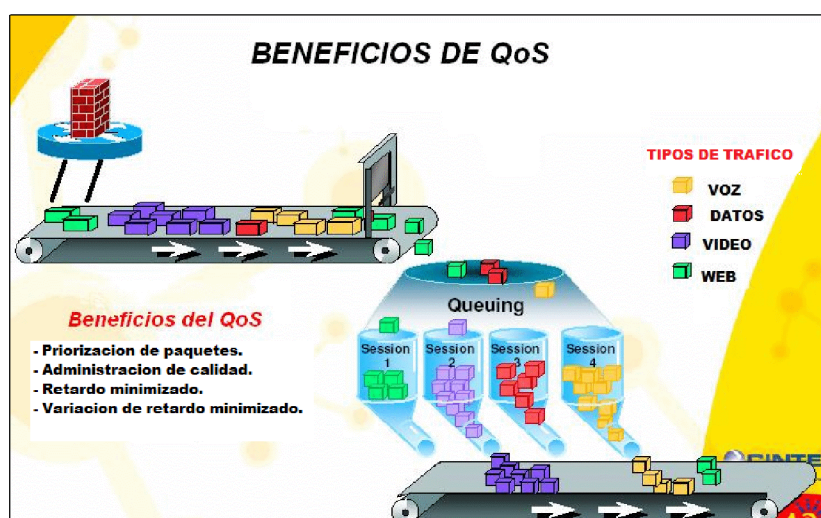 BENEFICIOS DE QoS
TIPOS DE TRAFICO
VOZ
DATOS
VIDEO
WEB
Beneficios del QoS
- Priorizacion de paquetes.
- Administracion de calidad.
- Retardo minimizado.
- Variacion de retardo minimizado.
Queuing
Session
1
Session
2
Session
3
Session
4